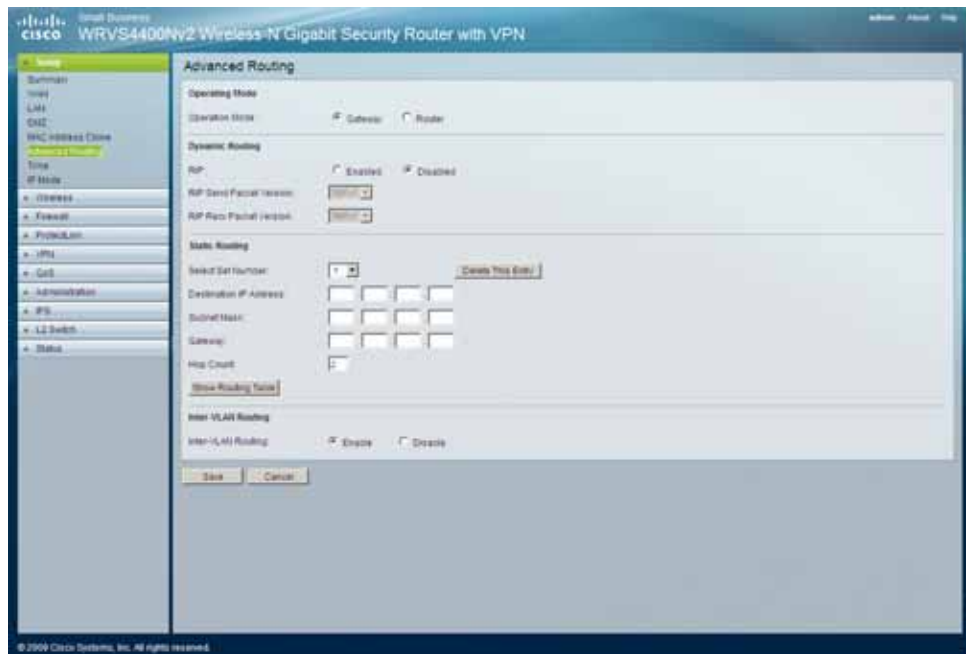 Small Business
cisco WRVS4400Nv2 Wireless-N Gigabit Security Router with VPN
admin About Help
Setup
Summary
WAN
LAN
DMZ
MAC Address Clone
Advanced Routing
Time
IP Mode
Wireless
Firewall
ProtectLink
VPN
QoS
Administration
IPS
L2 Switch
Status
Advanced Routing
Operating Mode
Operation Mode: Gateway Router
Dynamic Routing
RIP: Enabled Disabled
RIP Send Packet Version:
RIP Recv Packet Version:
Static Routing
Select Set Number: 1 Delete This Entry
Destination IP Address:
Subnet Mask:
Gateway:
Hop Count:
Show Routing Table
Inter-VLAN Routing
Inter-VLAN Routing: Enable Disable
Save Cancel
© 2009 Cisco Systems, Inc. All rights reserved.